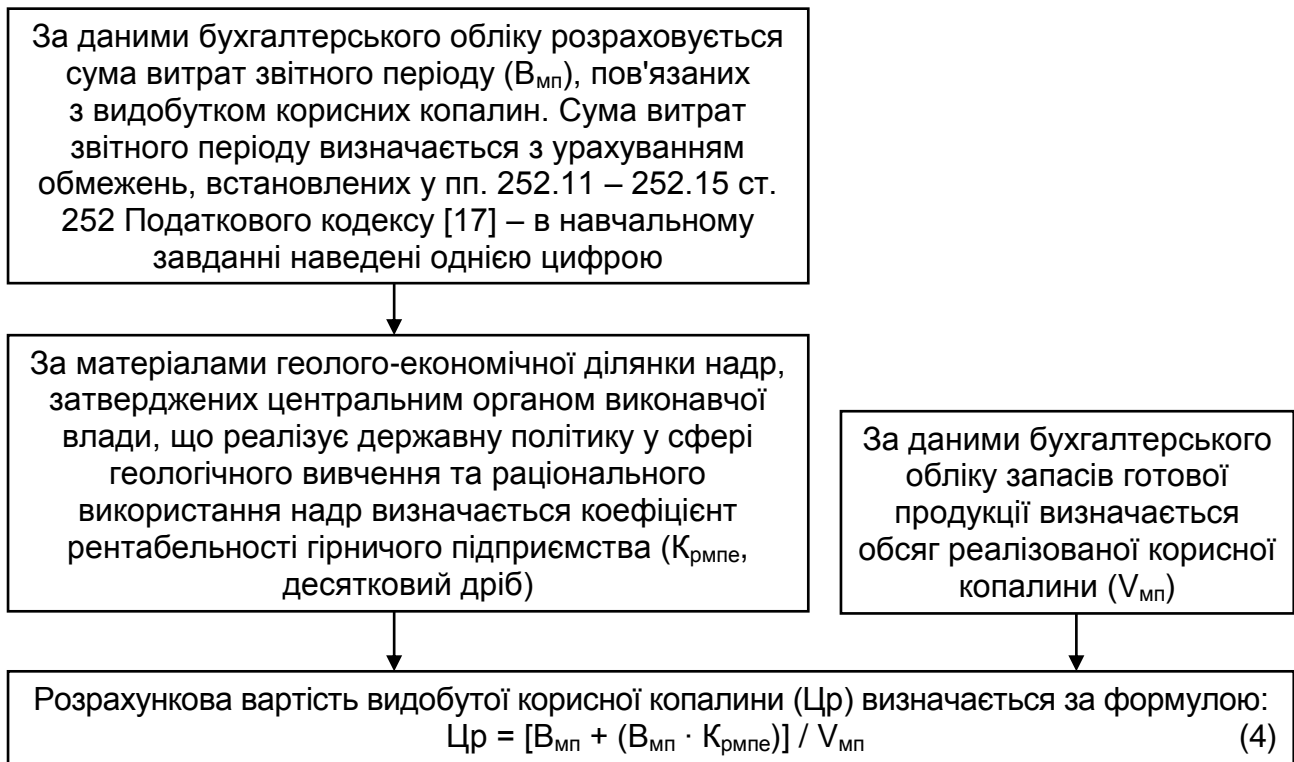 За даними бухгалтерського обліку розраховується
сума витрат звітного періоду (Вмп), пов'язаних
з видобутком корисних копалин. Сума витрат
звітного періоду визначається з урахуванням
обмежень, встановлених у пп. 252.11 – 252.15 ст.
252 Податкового кодексу [17] – в навчальному
завданні наведені однією цифрою
За матеріалами геолого-економічної ділянки надр,
затверджених центральним органом виконавчої
влади, що реалізує державну політику у сфері
геологічного вивчення та раціонального
використання надр визначається коефіцієнт
рентабельності гірничого підприємства (Крмпе,
десятковий дріб)
За даними бухгалтерського
обліку запасів готової
продукції визначається
обсяг реалізованої корисної
копалини (Vмп)
Розрахункова вартість видобутої корисної копалини (Цр) визначається за формулою:
Цр = [Вмп + (Вмп · Крмпе)] / Vмп (4)